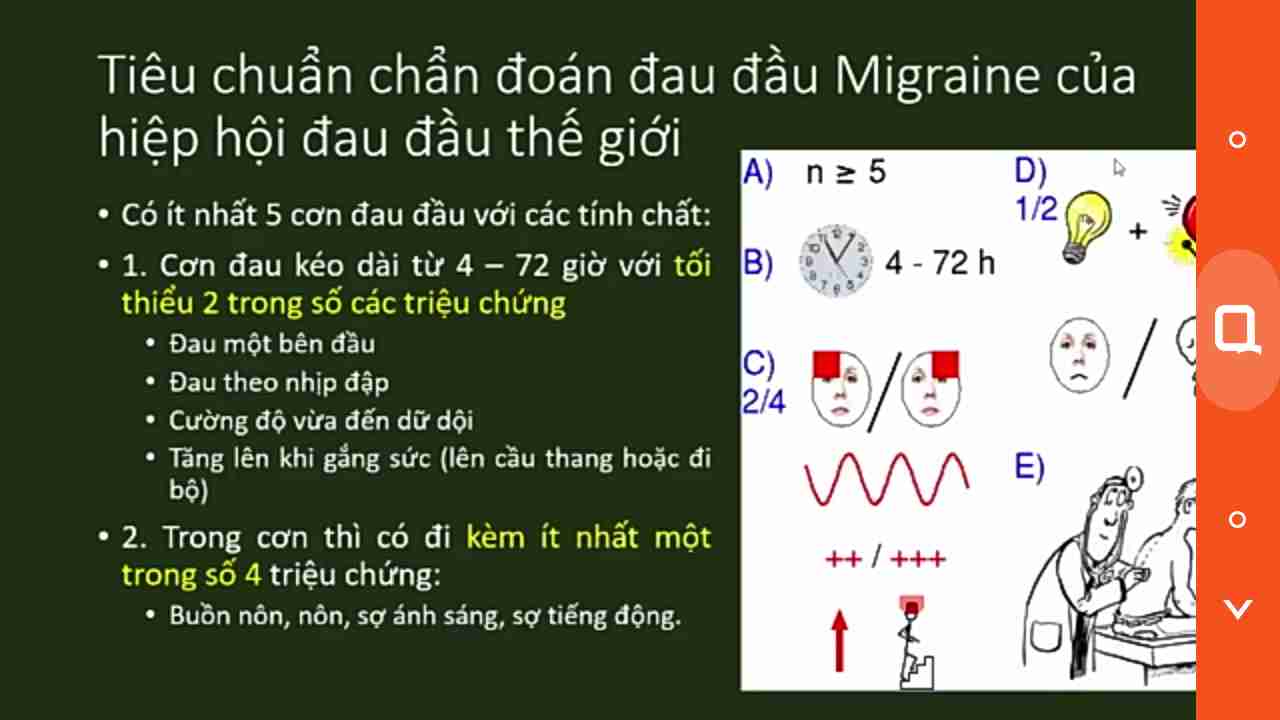 Tiêu chuẩn chẩn đoán đau đầu Migraine của
hiệp hội đau đầu thế giới
• Có ít nhất 5 cơn đau đầu với các tính chất:
• 1. Cơn đau kéo dài từ 4 – 72 giờ với tối
thiểu 2 trong số các triệu chứng
• Đau một bên đầu
• Đau theo nhịp đập
• Cường độ vừa đến dữ dội
• Tăng lên khi gắng sức (lên cầu thang hoặc đi
bộ)
• 2. Trong cơn thì có đi kèm ít nhất một
trong số 4 triệu chứng:
• Buồn nôn, nôn, sợ ánh sáng, sợ tiếng động.
A) n ≥ 5
B) 4 - 72 h
C)
2/4
/
++ / +++
D)
1/2
+
/
E)